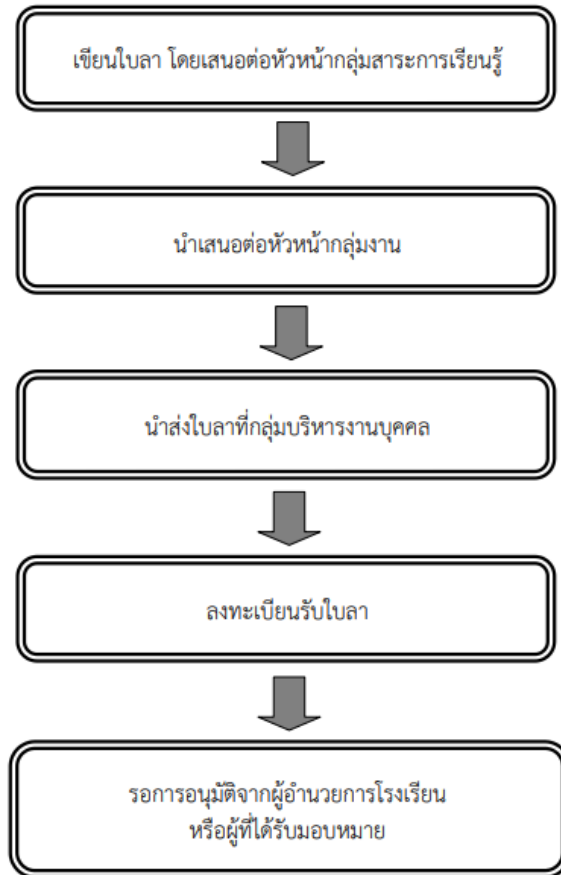 เขียนใบลา โดยเสนอต่อหัวหน้ากลุ่มสาระการเรียนรู้
นำเสนอต่อหัวหน้ากลุ่มงาน
นำส่งใบลาที่กลุ่มบริหารงานบุคคล
ลงทะเบียนรับใบลา
รอการอนุมัติจากผู้อำนวยการโรงเรียน
หรือผู้ที่ได้รับมอบหมาย